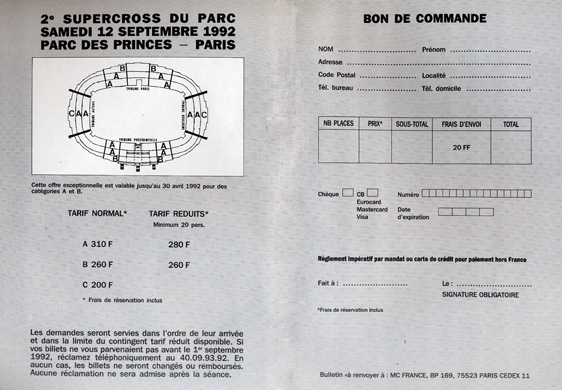 2e SUPERCROSS DU PARC
SAMEDI 12 SEPTEMBRE 1992
PARC DES PRINCES – PARIS
B B
A A
A A
TRIBUNE PARIS
C A A
A A C
TRIBUNE PRÉSIDENTIELLE
A A
A A
B B
Cette offre exceptionnelle est valable jusqu'au 30 avril 1992 pour des
catégories A et B.
TARIF NORMAL* TARIF REDUITS*
Minimum 20 pers.
A 310 F 280 F
B 260 F 260 F
C 200 F
* Frais de réservation inclus
Les demandes seront servies dans l'ordre de leur arrivée
et dans la limite du contingent tarif réduit disponible. Si
vos billets ne vous parvenaient pas avant le 1er septembre
1992, réclamez téléphoniquement au 40.09.93.92. En
aucun cas, les billets ne seront changés ou remboursés.
Aucune réclamation ne sera admise après la séance.
BON DE COMMANDE
NOM ........................ Prénom ........................
Adresse ................................................
Code Postal ................ Localité ........................
Tél. bureau ................ Tél. domicile ....................
NB PLACES PRIX* SOUS-TOTAL FRAIS D'ENVOI TOTAL
20 FF
Chèque CB Numéro
Eurocard
Mastercard
Visa
Date
d'expiration
Réglement impératif par mandat ou carte de crédit pour paiement hors France
Fait à : .................... Le : ........................
SIGNATURE OBLIGATOIRE
*Frais de réservation inclus
Bulletin «à renvoyer à : MC FRANCE, BP 169, 75523 PARIS CEDEX 11